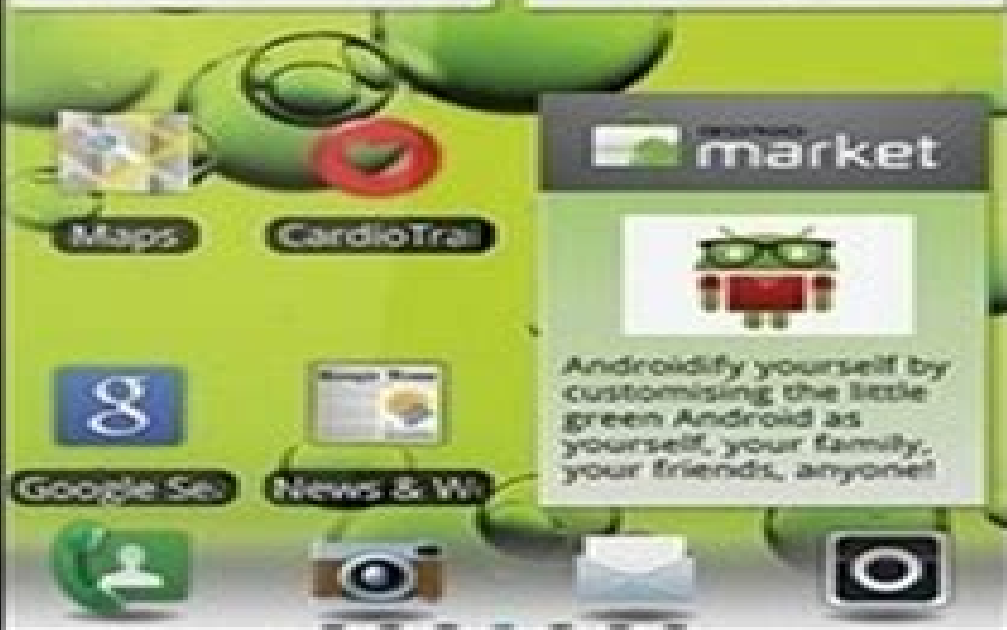 market
Maps
CardioTrai
Androidify yourself by
customising the little
green Android as
yourself, your family,
your friends, anyone!
g
Google Se
News & W